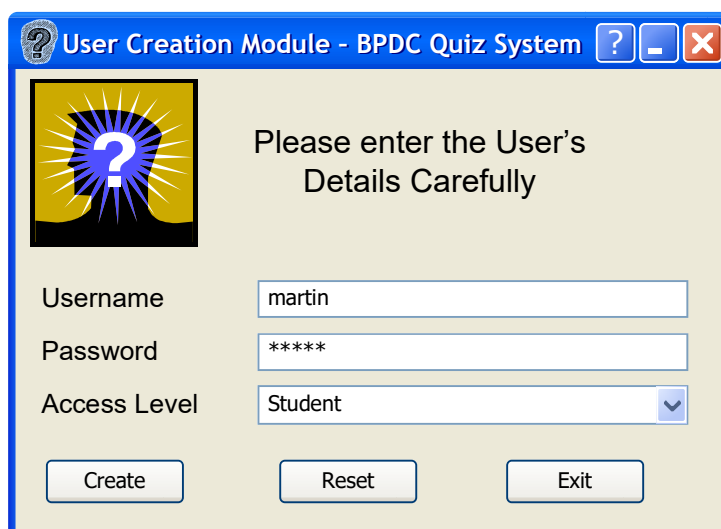 User Creation Module - BPDC Quiz System ?
?
Please enter the User's
Details Carefully
Username martin
Password *****
Access Level Student
Create Reset Exit